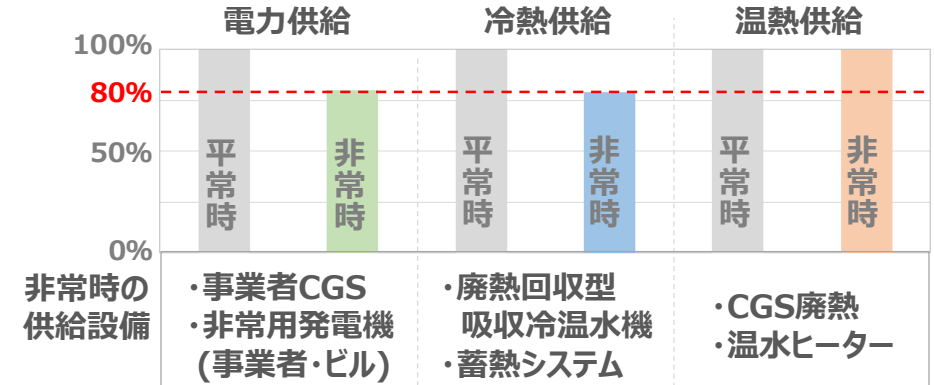 電力供給
冷熱供給
温熱供給
100%
80%
50%
0%
平常時
非常時
平常時
非常時
平常時
非常時
非常時の
供給設備
・事業者CGS
・非常用発電機
(事業者・ビル)
・廃熱回収型
吸収冷温水機
・蓄熱システム
・CGS廃熱
・温水ヒーター